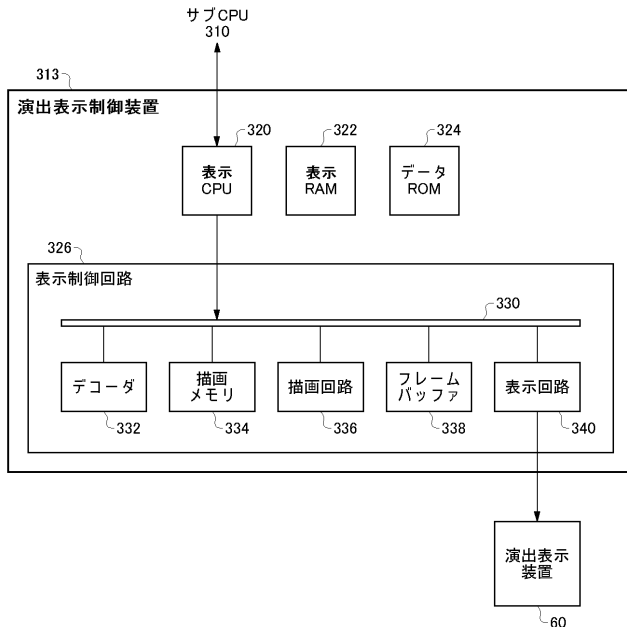 サブCPU
310
313
演出表示制御装置
320
322
324
表示
CPU
表示
RAM
データ
ROM
326
表示制御回路
330
デコーダ
描画
メモリ
描画回路
フレーム
バッファ
表示回路
332
334
336
338
340
演出表示
装置
60